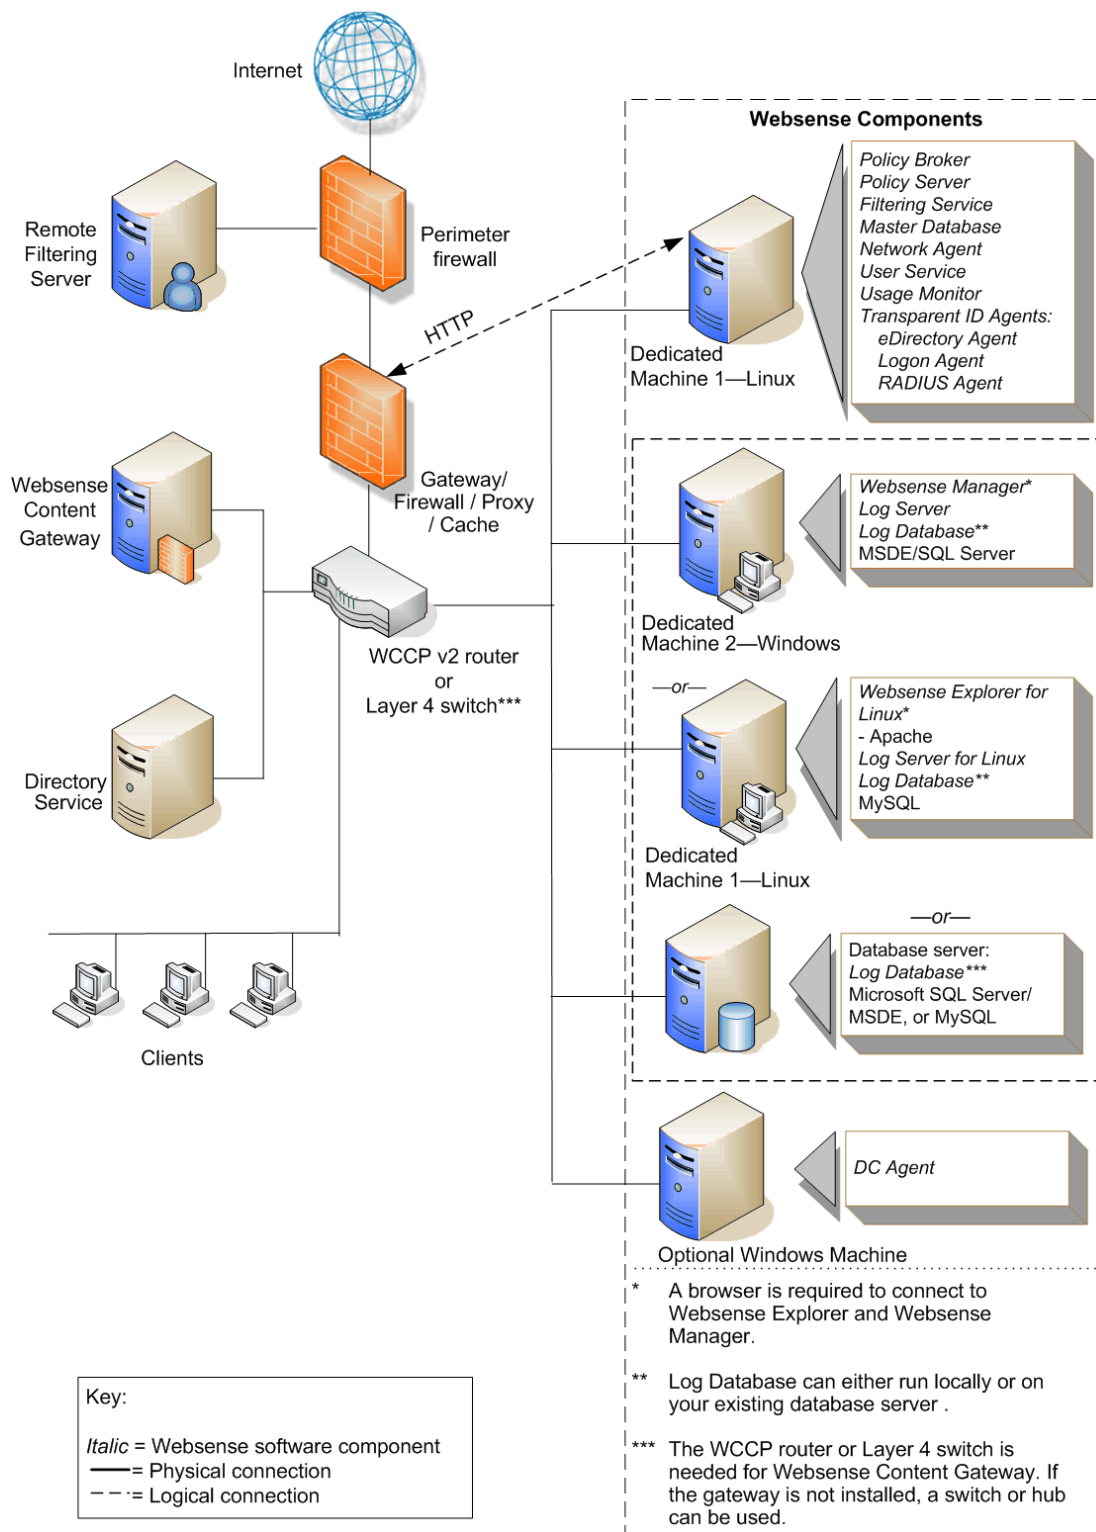 Internet
Remote
Filtering
Server
Perimeter
firewall
HTTP
Websense
Content
Gateway
Gateway/
Firewall / Proxy
/ Cache
WCCP v2 router
or
Layer 4 switch***
Directory
Service
Clients
Websense Components
Policy Broker
Policy Server
Filtering Service
Master Database
Network Agent
User Service
Usage Monitor
Transparent ID Agents:
eDirectory Agent
Logon Agent
RADIUS Agent
Dedicated
Machine 1—Linux
Websense Manager*
Log Server
Log Database**
MSDE/SQL Server
Dedicated
Machine 2—Windows
—or—
Websense Explorer for
Linux*
- Apache
Log Server for Linux
Log Database**
MySQL
Dedicated
Machine 1—Linux
—or—
Database server:
Log Database***
Microsoft SQL Server/
MSDE, or MySQL
DC Agent
Optional Windows Machine
* A browser is required to connect to
Websense Explorer and Websense
Manager.
** Log Database can either run locally or on
your existing database server .
*** The WCCP router or Layer 4 switch is
needed for Websense Content Gateway. If
the gateway is not installed, a switch or hub
can be used.
Key:
Italic = Websense software component
= Physical connection
= Logical connection